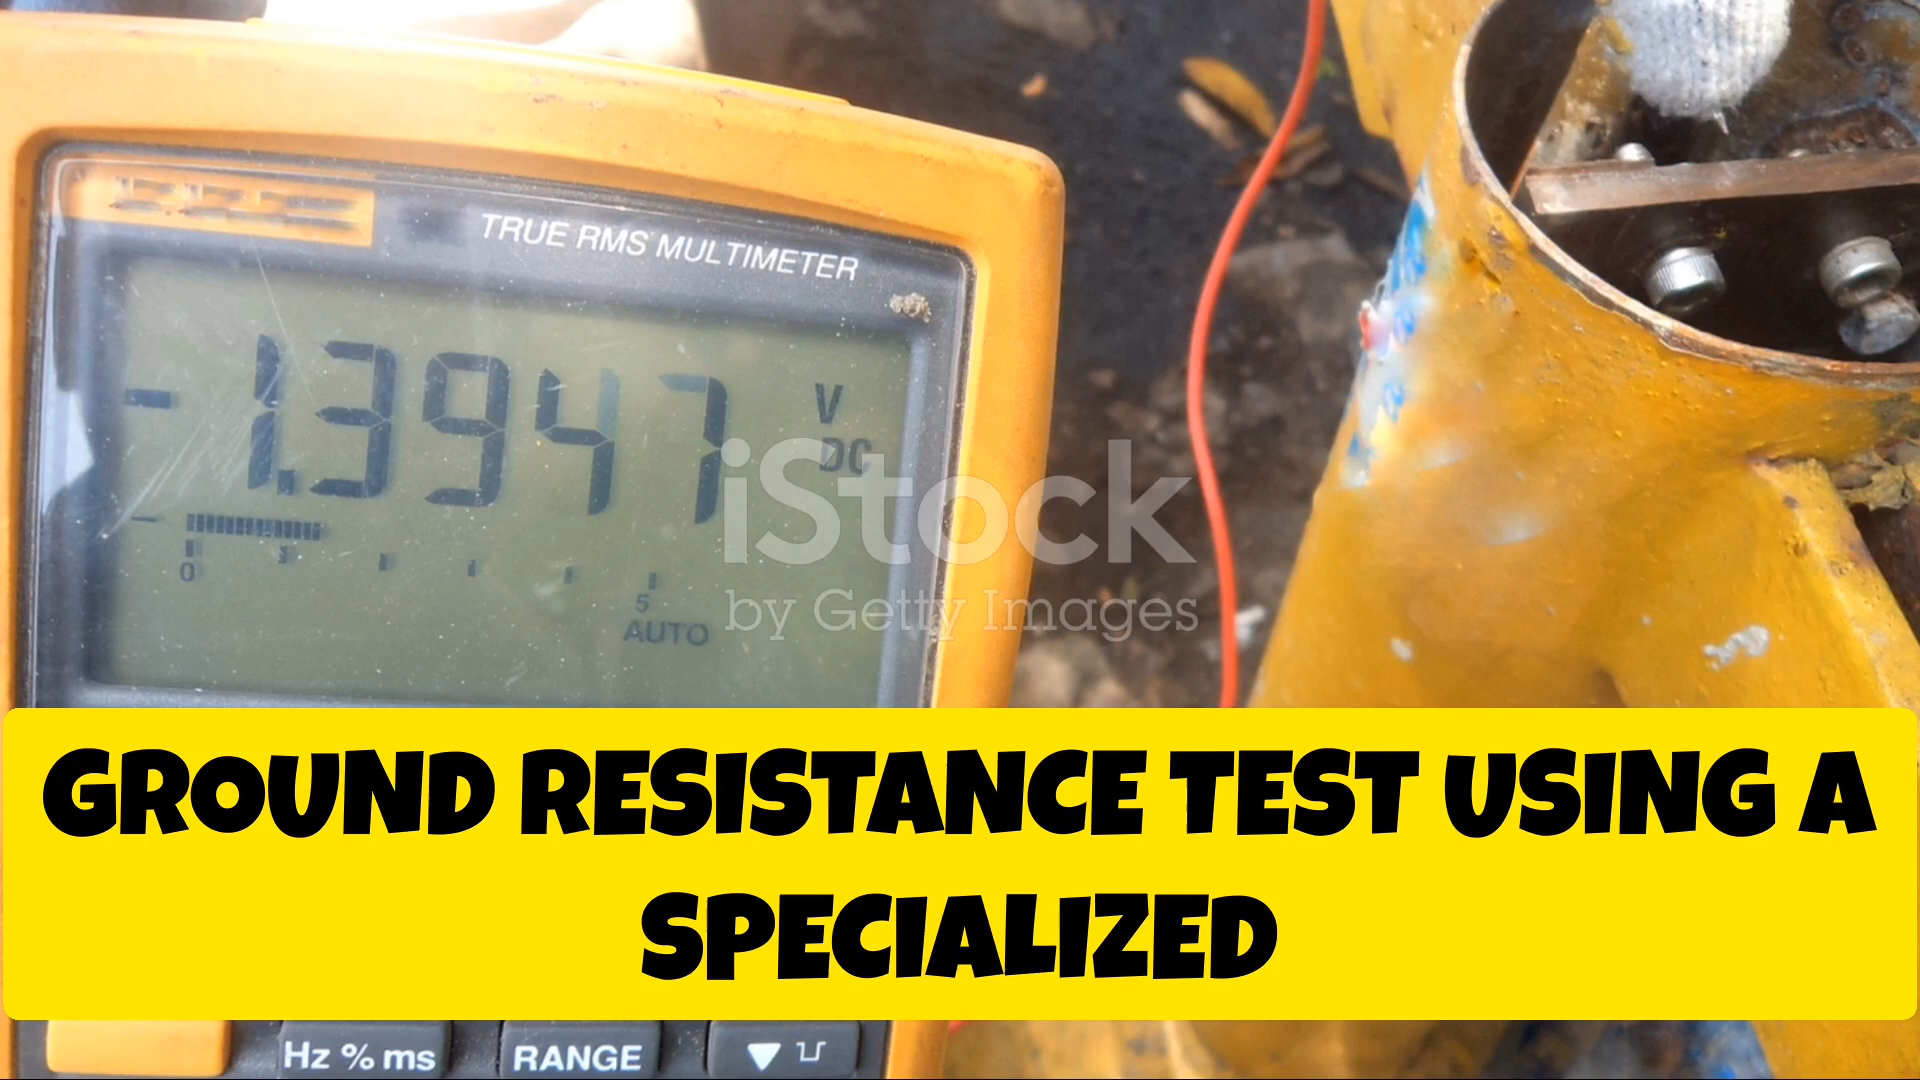 TRUE RMS MULTIMETER
-1.3947
V
DC
0
5
AUTO
iStock
by Getty Images
GROUND RESISTANCE TEST USING A
SPECIALIZED
Hz % ms
RANGE